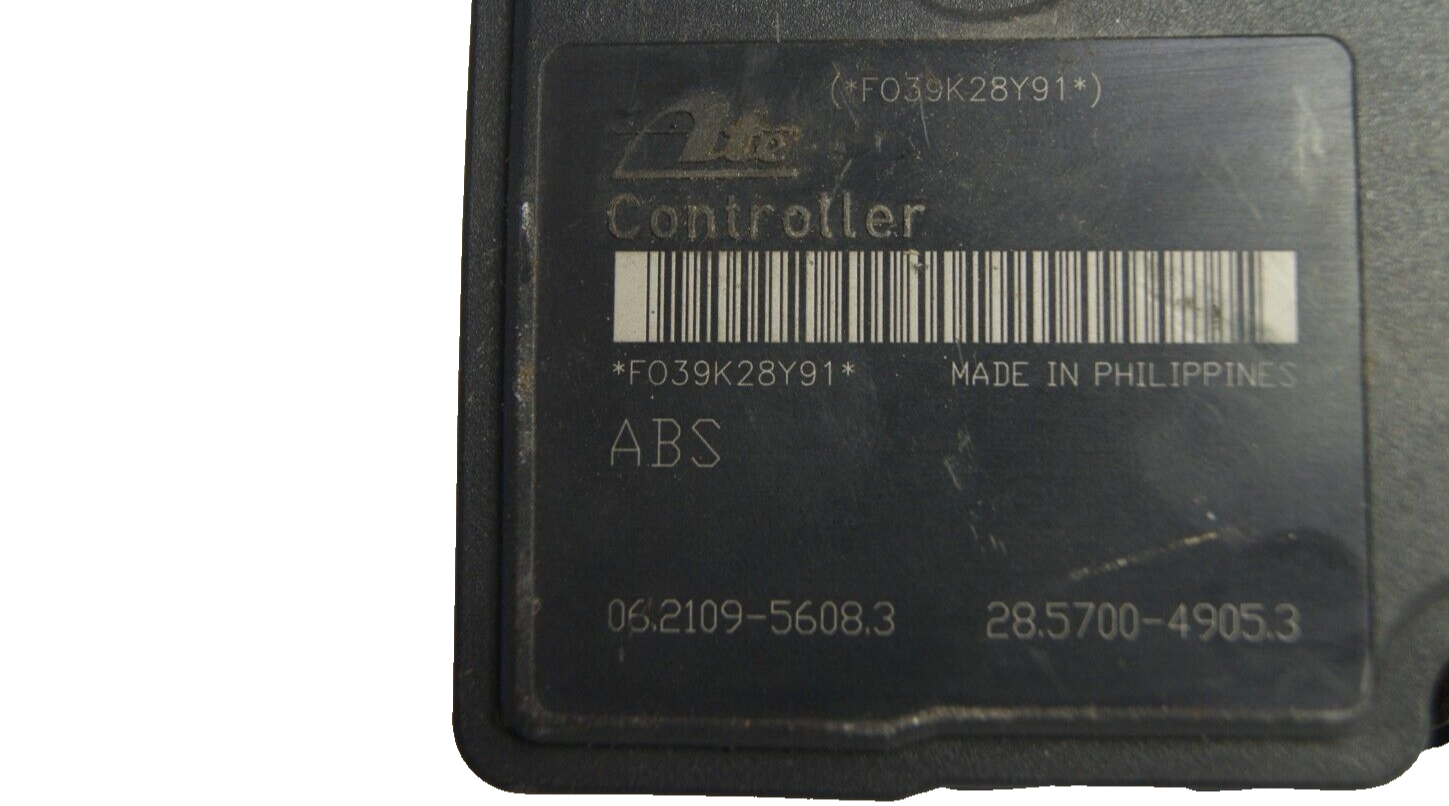 (*F039K28Y91*)
Ate
Controller
*F039K28Y91* MADE IN PHILIPPINES
ABS
06.2109-5608.3 28.5700-4905.3